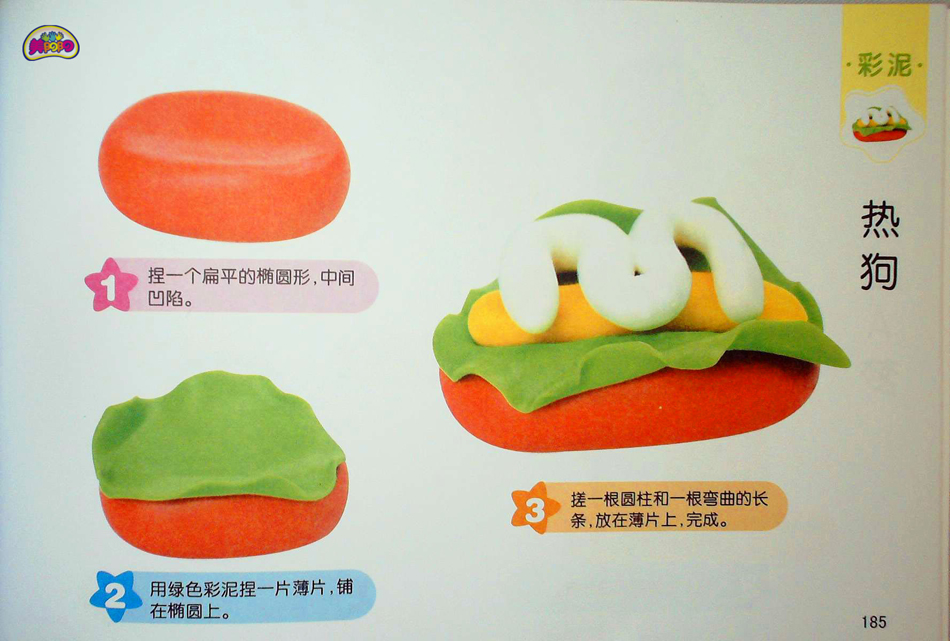 MPOPO
·彩泥·
热狗
1
捏一个扁平的椭圆形,中间
凹陷。
2
用绿色彩泥捏一片薄片,铺
在椭圆上。
3
搓一根圆柱和一根弯曲的长
条,放在薄片上,完成。
185